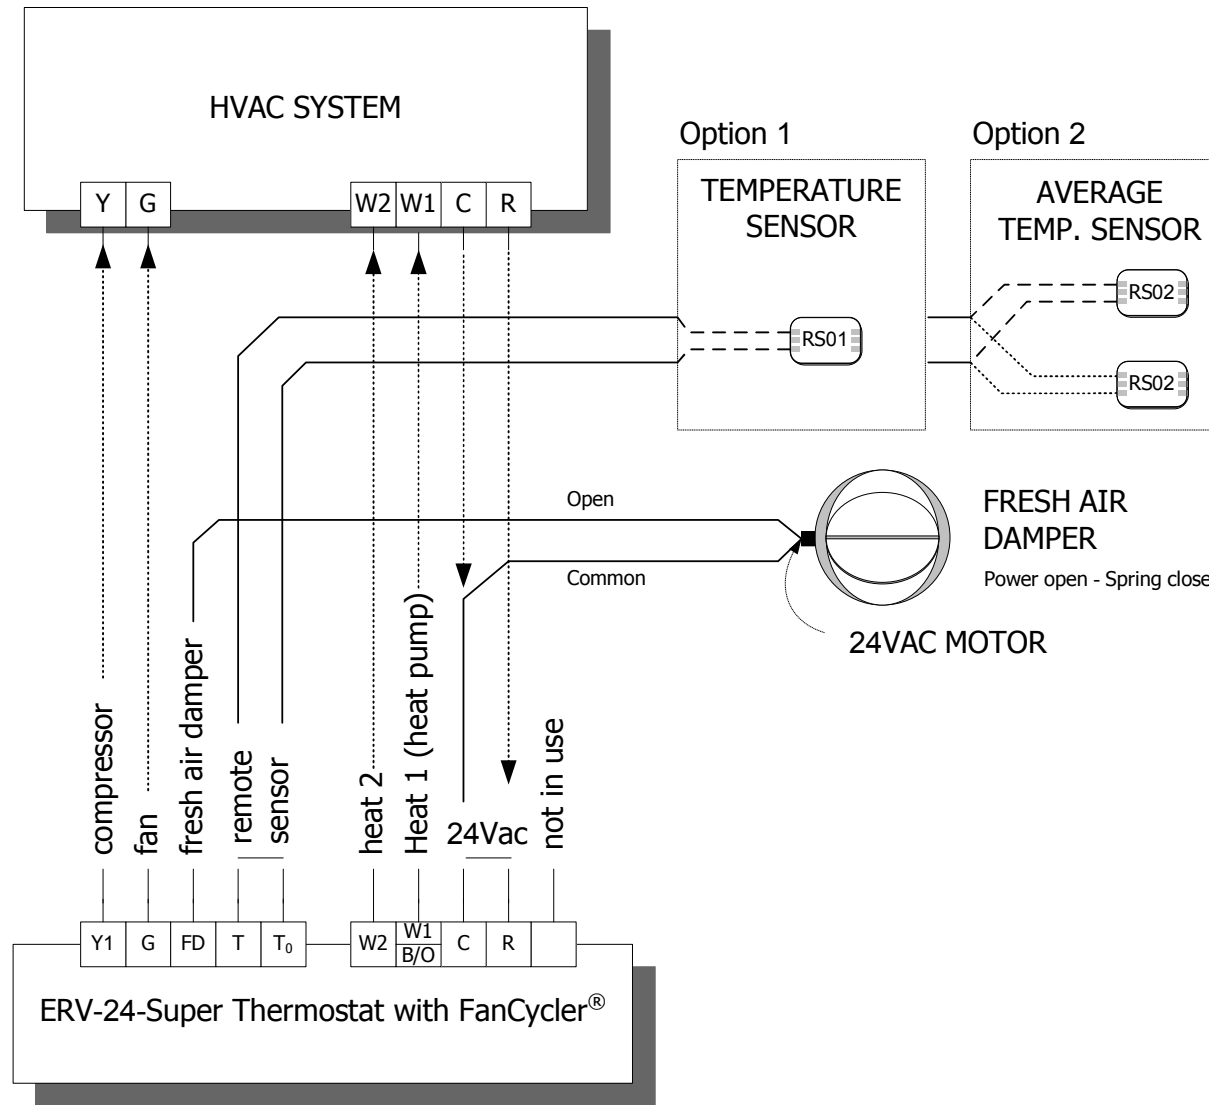 HVAC SYSTEM
Y G W2 W1 C R
Option 1
TEMPERATURE
SENSOR
RS01
Option 2
AVERAGE
TEMP. SENSOR
RS02
RS02
Open
Common
FRESH AIR
DAMPER
Power open - Spring close
24VAC MOTOR
compressor
fan
fresh air damper
remote
sensor
heat 2
Heat 1 (heat pump)
24Vac
not in use
Y1 G FD T T₀ W2 W1 C R
B/O
ERV-24-Super Thermostat with FanCycler®